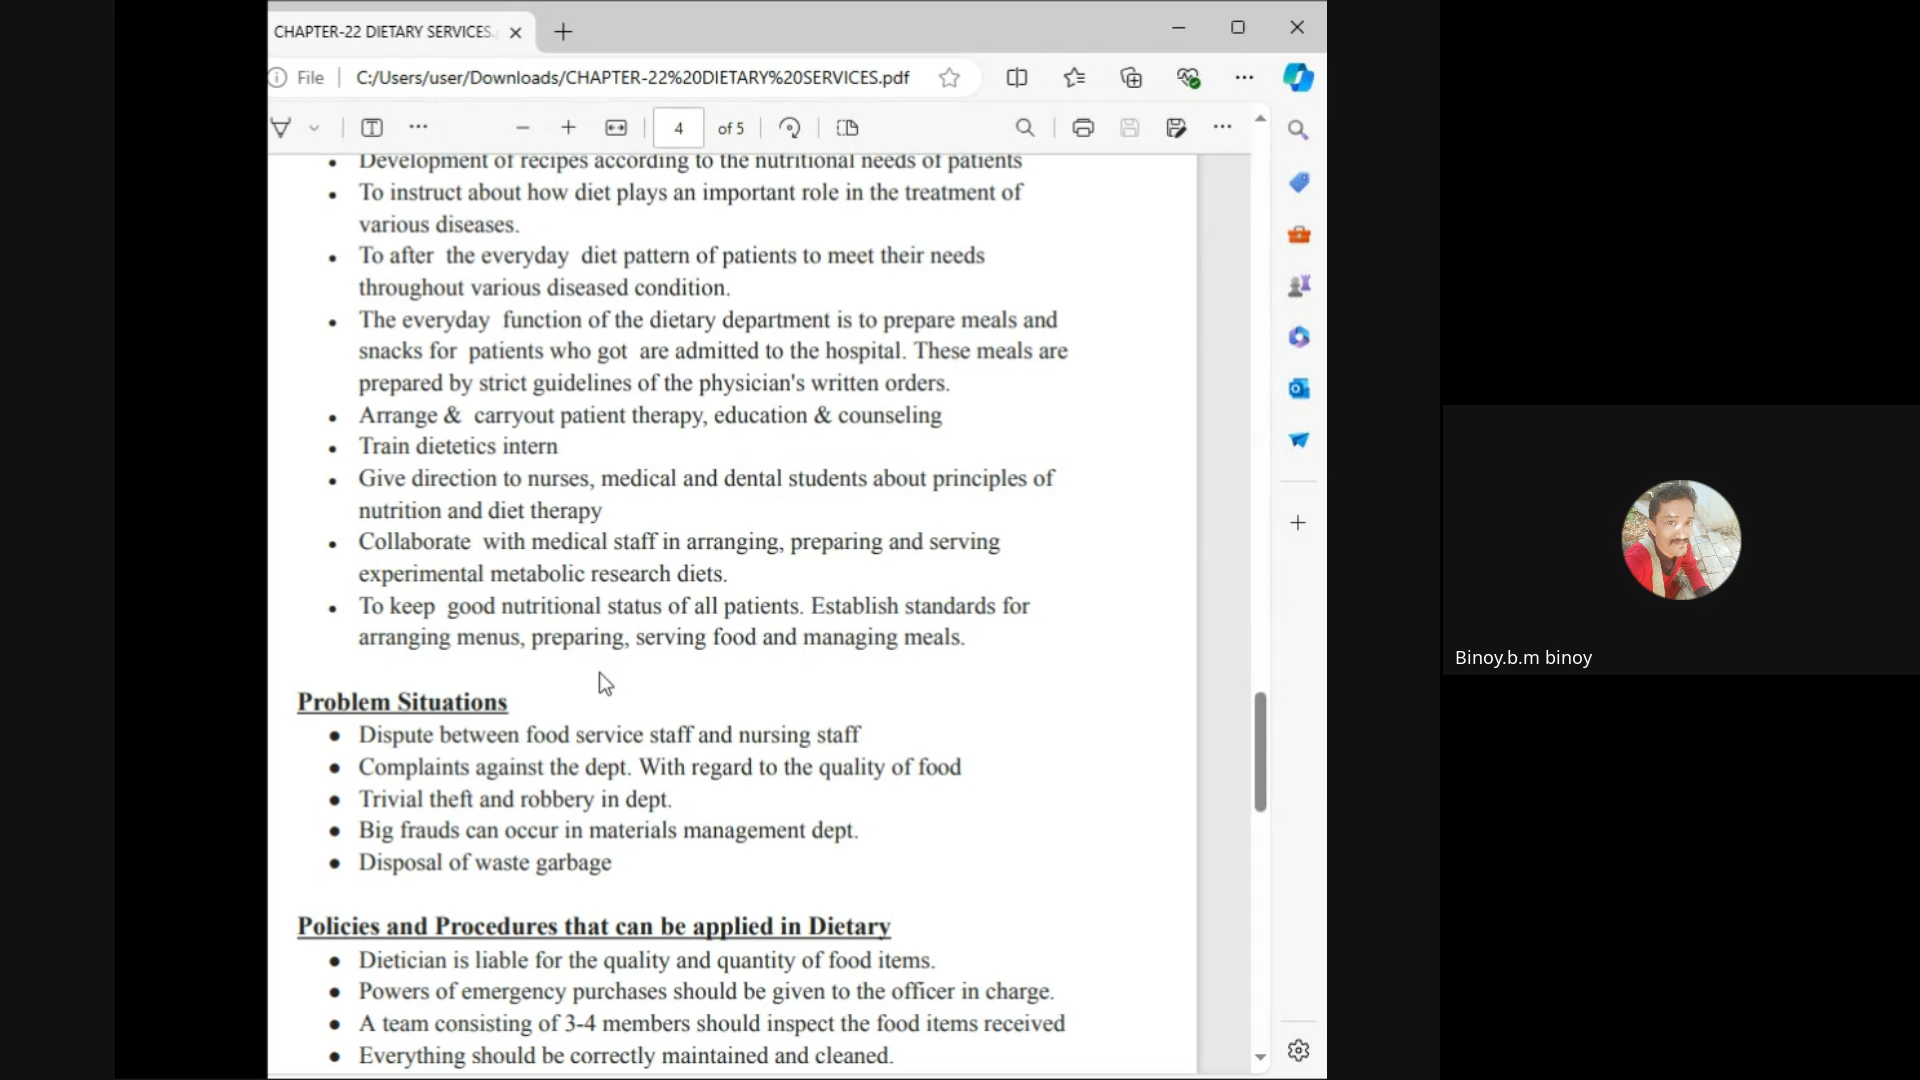 CHAPTER-22 DIETARY SERVICES.
File
C:/Users/user/Downloads/CHAPTER-22%20DIETARY%20SERVICES.pdf
4 of 5
Development of recipes according to the nutritional needs of patients
To instruct about how diet plays an important role in the treatment of
various diseases.
To after the everyday diet pattern of patients to meet their needs
throughout various diseased condition.
The everyday function of the dietary department is to prepare meals and
snacks for patients who got are admitted to the hospital. These meals are
prepared by strict guidelines of the physician's written orders.
Arrange & carryout patient therapy, education & counseling
Train dietetics intern
Give direction to nurses, medical and dental students about principles of
nutrition and diet therapy
Collaborate with medical staff in arranging, preparing and serving
experimental metabolic research diets.
To keep good nutritional status of all patients. Establish standards for
arranging menus, preparing, serving food and managing meals.
Problem Situations
Dispute between food service staff and nursing staff
Complaints against the dept. With regard to the quality of food
Trivial theft and robbery in dept.
Big frauds can occur in materials management dept.
Disposal of waste garbage
Policies and Procedures that can be applied in Dietary
Dietician is liable for the quality and quantity of food items.
Powers of emergency purchases should be given to the officer in charge.
A team consisting of 3-4 members should inspect the food items received
Everything should be correctly maintained and cleaned.
Binoy.b.m binoy